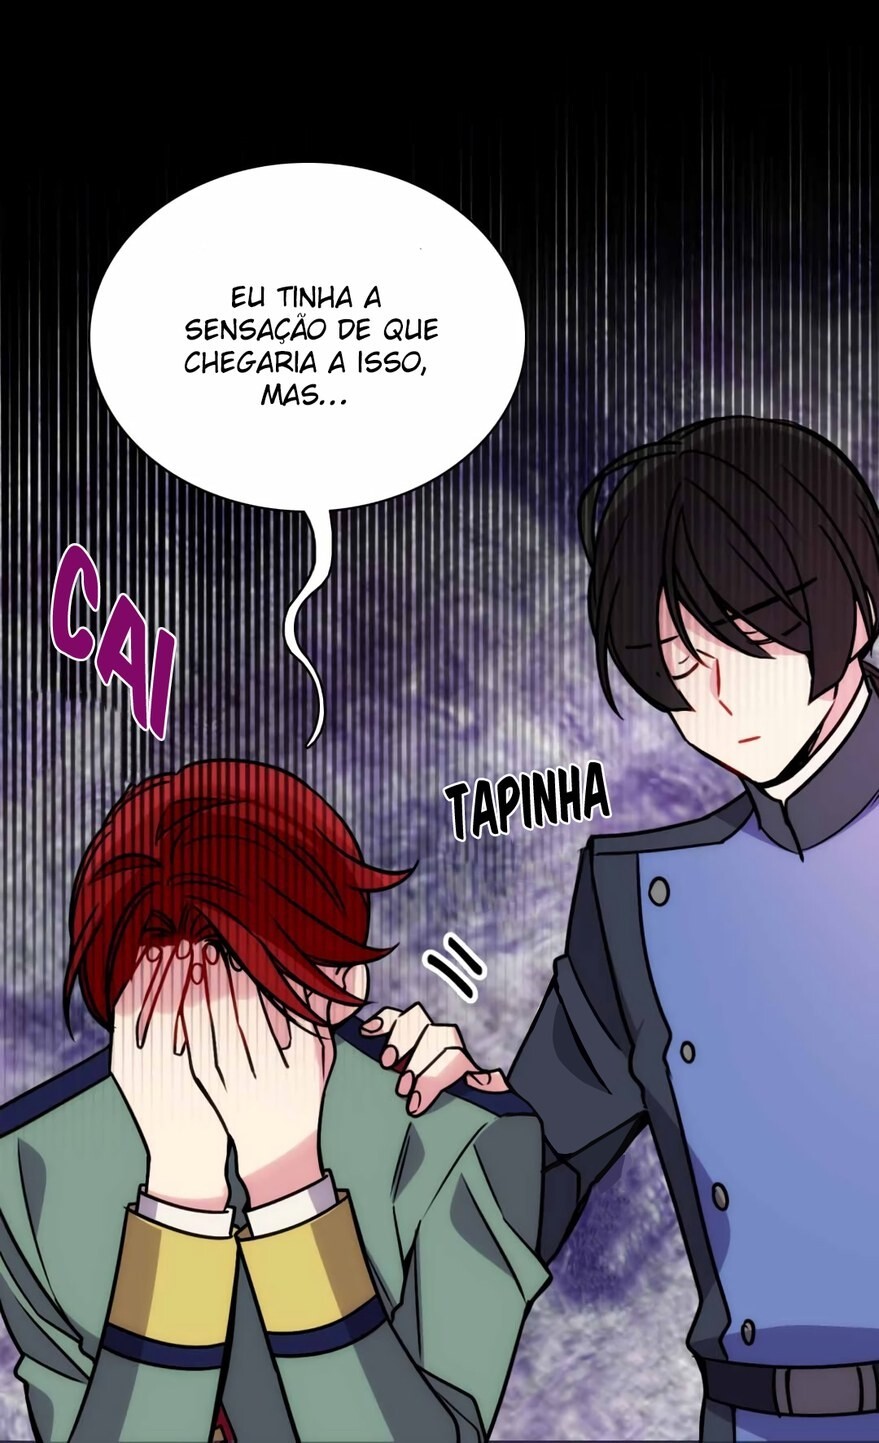 EU TINHA A
SENSAÇÃO DE QUE
CHEGARIA A ISSO,
MAS...
CAI
TAPINHA